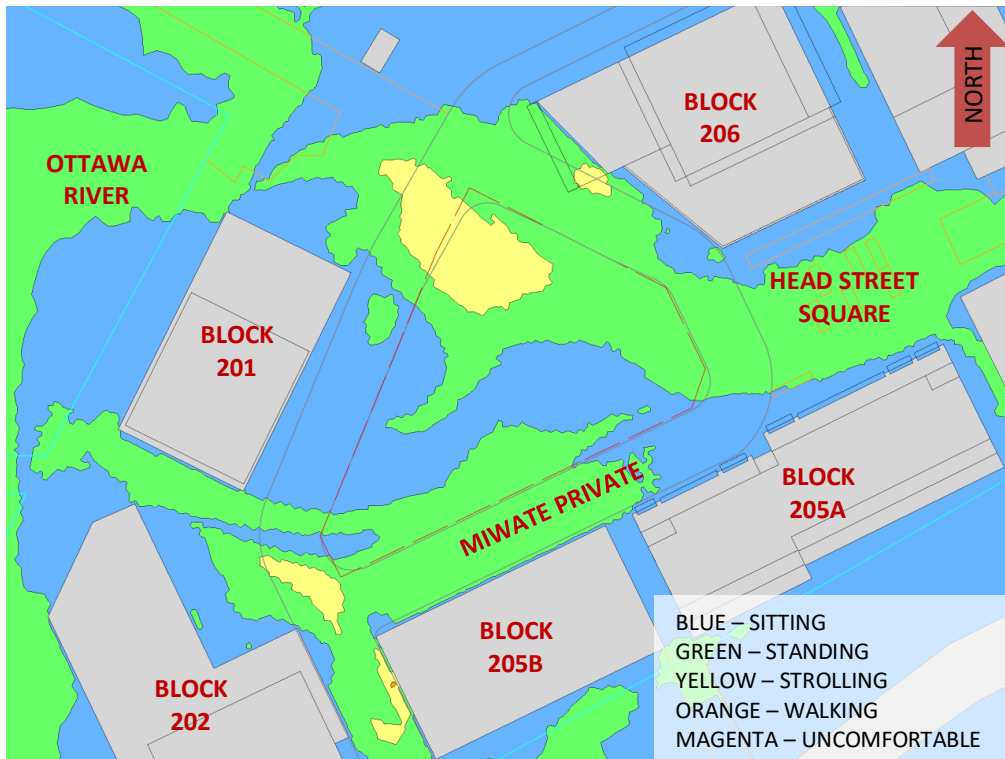 NORTH
BLOCK
206
OTTAWA
RIVER
HEAD STREET
SQUARE
BLOCK
201
BLOCK
205A
MIWATE PRIVATE
BLOCK
205B
BLOCK
202
BLUE – SITTING
GREEN – STANDING
YELLOW – STROLLING
ORANGE – WALKING
MAGENTA – UNCOMFORTABLE